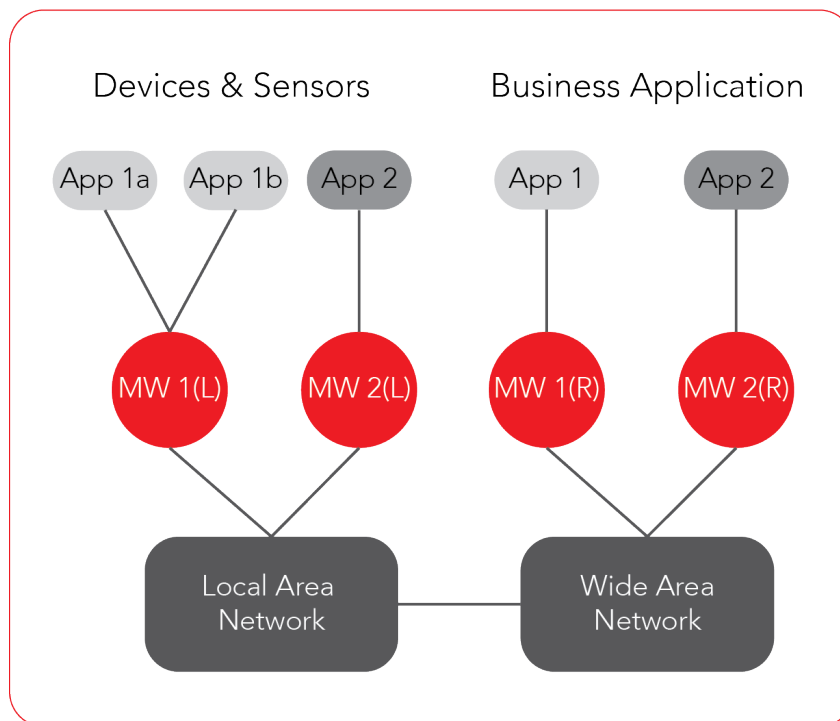 Devices & Sensors
Business Application
App 1a
App 1b
App 2
App 1
App 2
MW 1(L)
MW 2(L)
MW 1(R)
MW 2(R)
Local Area
Network
Wide Area
Network